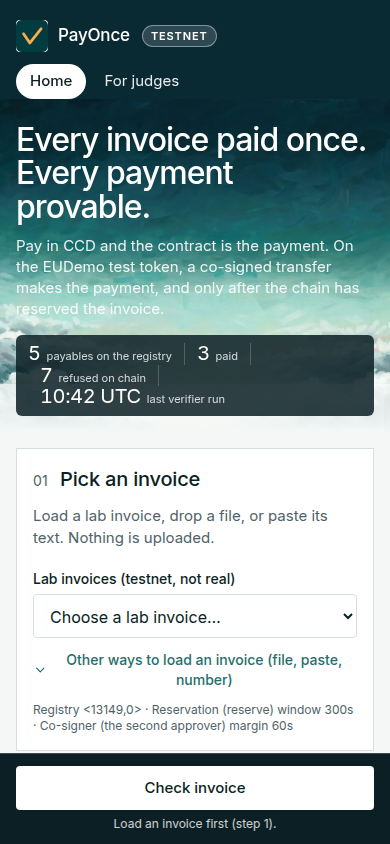 PayOnce TESTNET
Home For judges
Every invoice paid once.
Every payment
provable.
Pay in CCD and the contract is the payment. On
the EUDemo test token, a co-signed transfer
makes the payment, and only after the chain has
reserved the invoice.
5 payables on the registry 3 paid
7 refused on chain
10:42 UTC last verifier run
01 Pick an invoice
Load a lab invoice, drop a file, or paste its
text. Nothing is uploaded.
Lab invoices (testnet, not real)
Choose a lab invoice...
Other ways to load an invoice (file, paste,
number)
Registry <13149,0> · Reservation (reserve) window 300s
· Co-signer (the second approver) margin 60s
Check invoice
Load an invoice first (step 1).